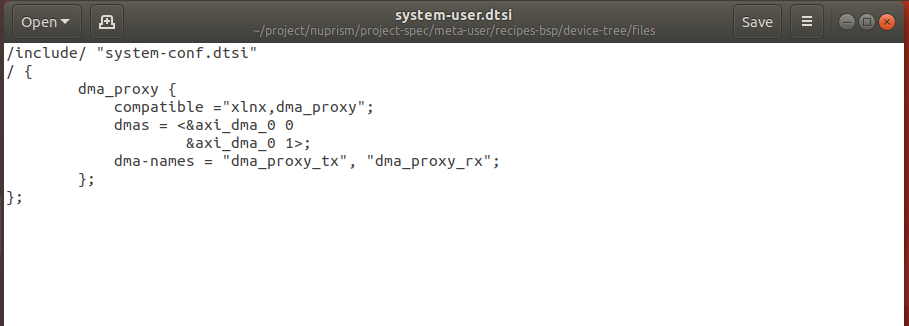 Open
system-user.dtsi
~/project/nuprism/project-spec/meta-user/recipes-bsp/device-tree/files
Save
/include/ "system-conf.dtsi"
/ {
        dma_proxy {
            compatible ="xlnx,dma_proxy";
            dmas = <&axi_dma_0 0
                    &axi_dma_0 1>;
            dma-names = "dma_proxy_tx", "dma_proxy_rx";
        };
};